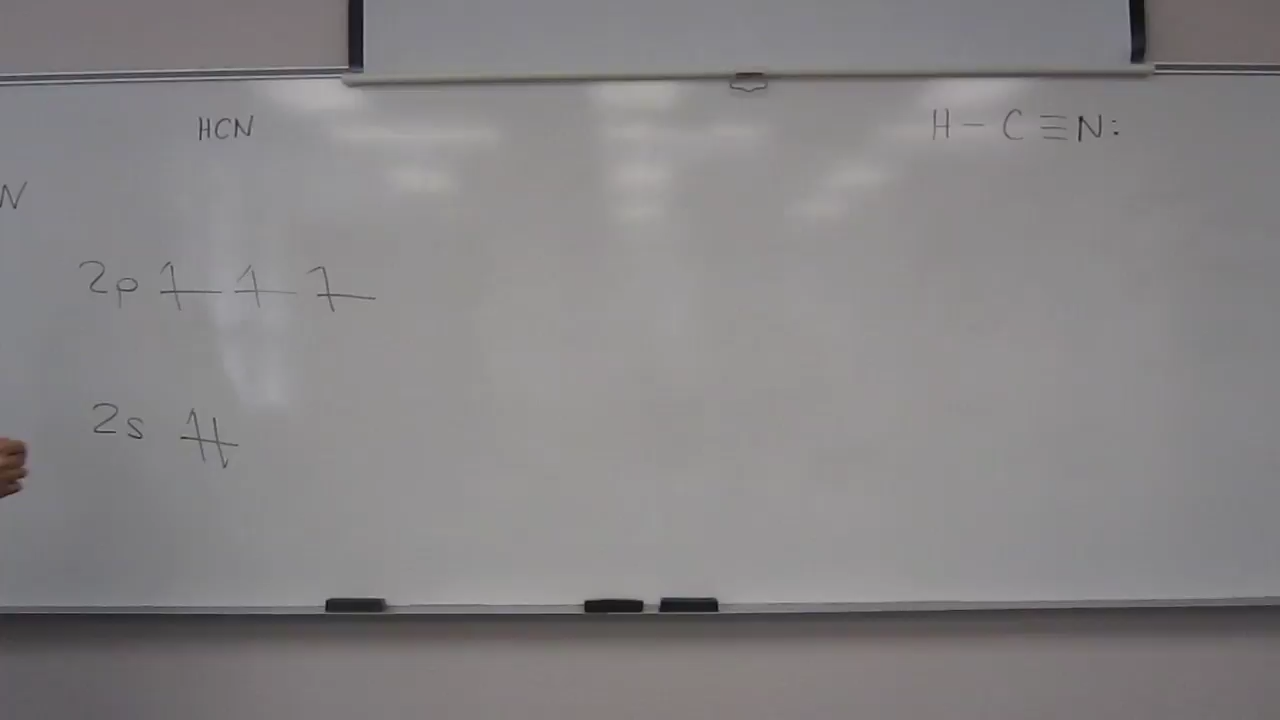 HCN
H — C ≡ N:
N
2p ↿ ↿ ↿
2s ⥮